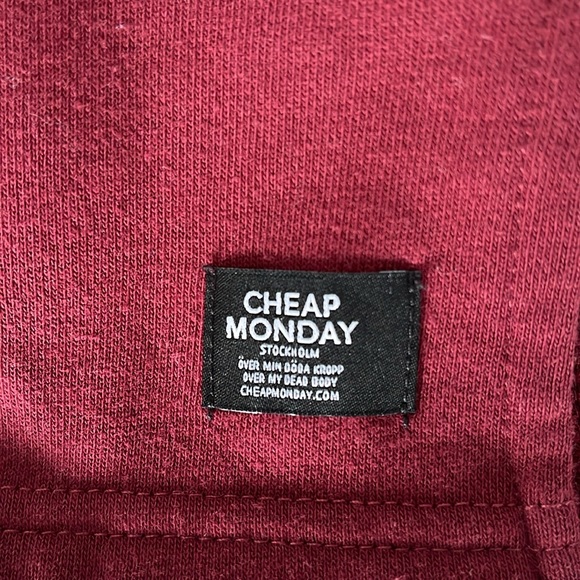 CHEAP
MONDAY
STOCKHOLM
ÖVER MIN DÖDA KROPP
OVER MY DEAD BODY
CHEAPMONDAY.COM